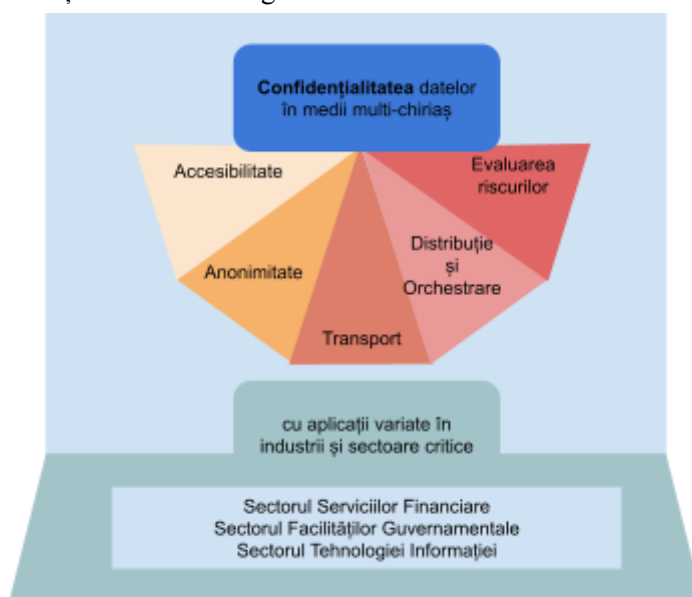 Confidențialitatea datelor
în medii multi-chiriaș
Accesibilitate
Evaluarea
riscurilor
Anonimitate
Distribuție
și
Orchestrare
Transport
cu aplicații variate în
industrii și sectoare critice
Sectorul Serviciilor Financiare
Sectorul Facilităților Guvernamentale
Sectorul Tehnologiei Informației